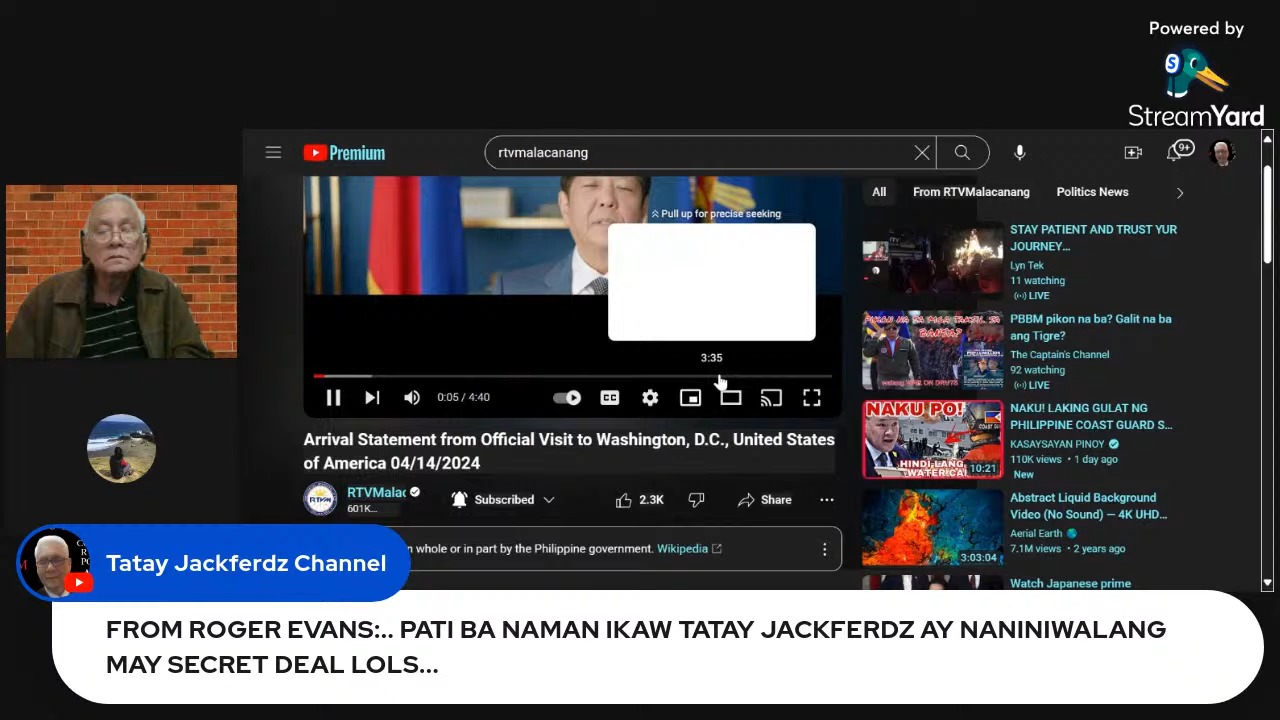 Powered by
StreamYard
Premium
rtvmalacanang
9+
All
From RTVMalacanang
Politics News
Pull up for precise seeking
3:35
CC
0:05 / 4:40
Arrival Statement from Official Visit to Washington, D.C., United States
of America 04/14/2024
RTVMalac
601K...
Subscribed
2.3K
Share
n whole or in part by the Philippine government. Wikipedia
STAY PATIENT AND TRUST YUR
JOURNEY...
Lyn Tek
11 watching
LIVE
PBBM pikon na ba? Galit na ba
ang Tigre?
The Captain's Channel
92 watching
LIVE
NAKU PO!
HINDI LANG
WATER CA
10:21
NAKU! LAKING GULAT NG
PHILIPPINE COAST GUARD S...
KASAYSAYAN PINOY
110K views • 1 day ago
New
3:03:04
Abstract Liquid Background
Video (No Sound) — 4K UHD...
Aerial Earth
7.1M views • 2 years ago
Watch Japanese prime
Tatay Jackferdz Channel
FROM ROGER EVANS:.. PATI BA NAMAN IKAW TATAY JACKFERDZ AY NANINIWALANG
MAY SECRET DEAL LOLS...